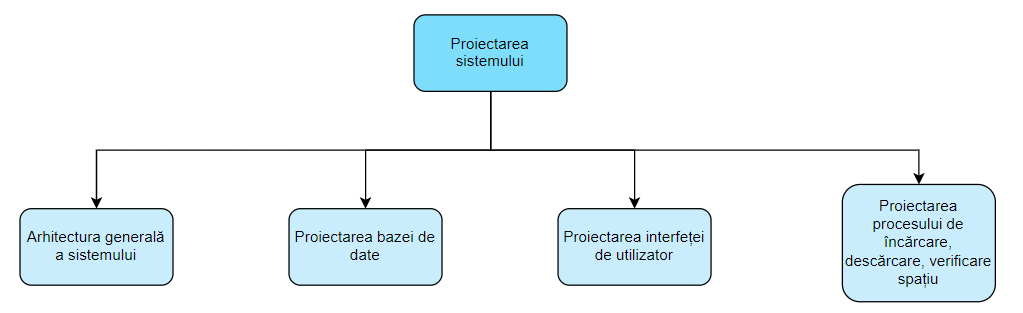 Proiectarea
sistemului
Arhitectura generală
a sistemului
Proiectarea bazei de
date
Proiectarea interfeței
de utilizator
Proiectarea
procesului de
încărcare,
descărcare, verificare
spațiu